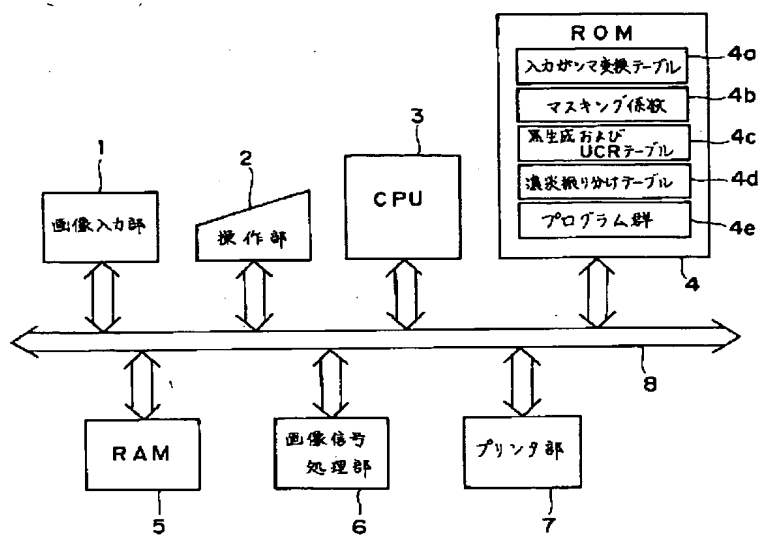 ROM
入力ガンマ変換テーブル
4a
マスキング係数
4b
黒生成および
UCRテーブル
4c
濃淡振り分けテーブル
4d
プログラム群
4e
4
1
画像入力部
2
操作部
3
CPU
8
RAM
5
画像信号
処理部
6
プリンタ部
7